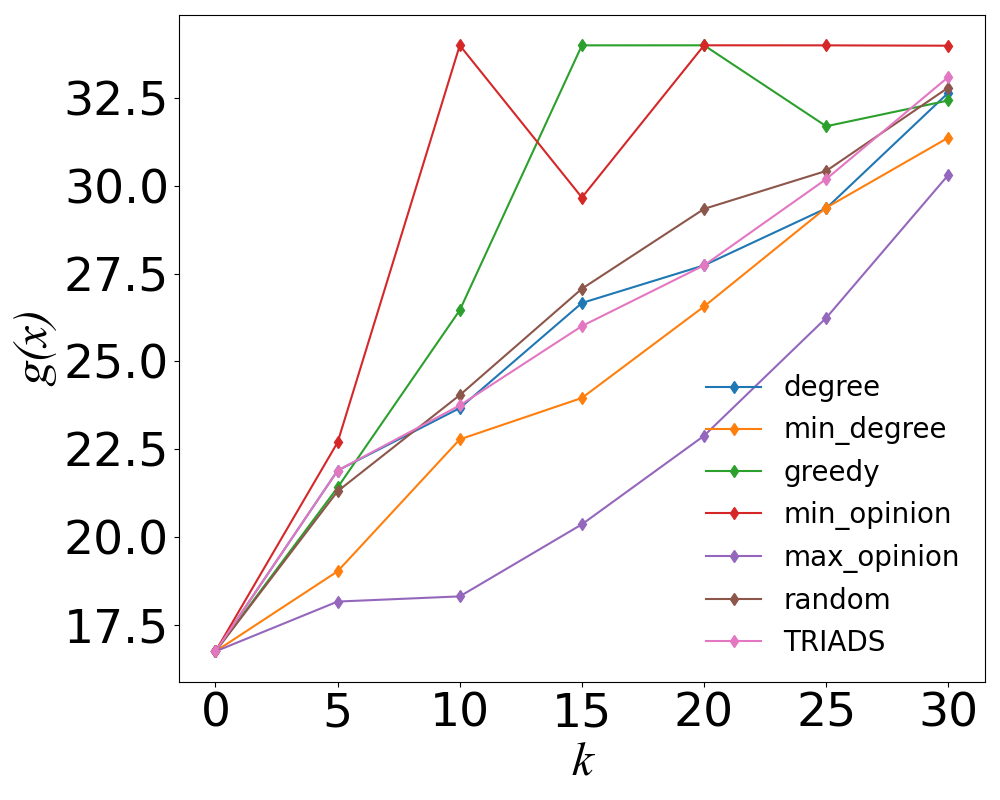 g(x)
32.5
30.0
27.5
25.0
22.5
20.0
17.5
degree
min_degree
greedy
min_opinion
max_opinion
random
TRIADS
0 5 10 15 20 25 30
k